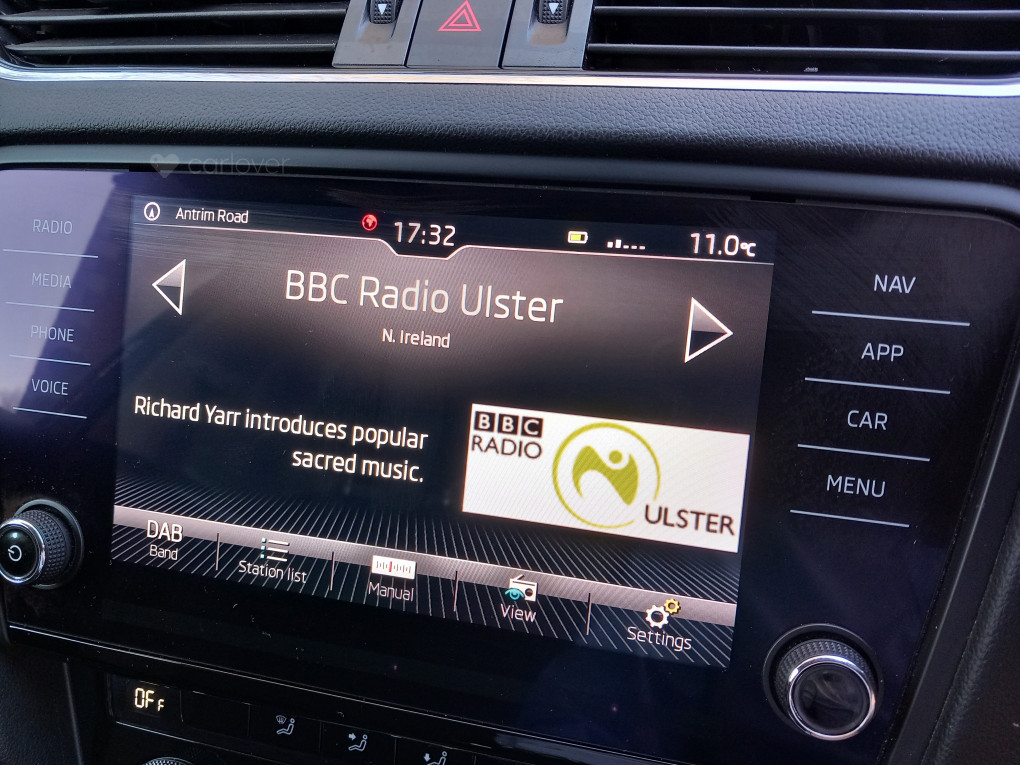 carlover
Antrim Road
17:32
11.0°C
RADIO
MEDIA
PHONE
VOICE
BBC Radio Ulster
N. Ireland
NAV
APP
CAR
MENU
Richard Yarr introduces popular
sacred music.
BBC
RADIO
ULSTER
DAB
Band
Station list
Manual
View
Settings
OFF